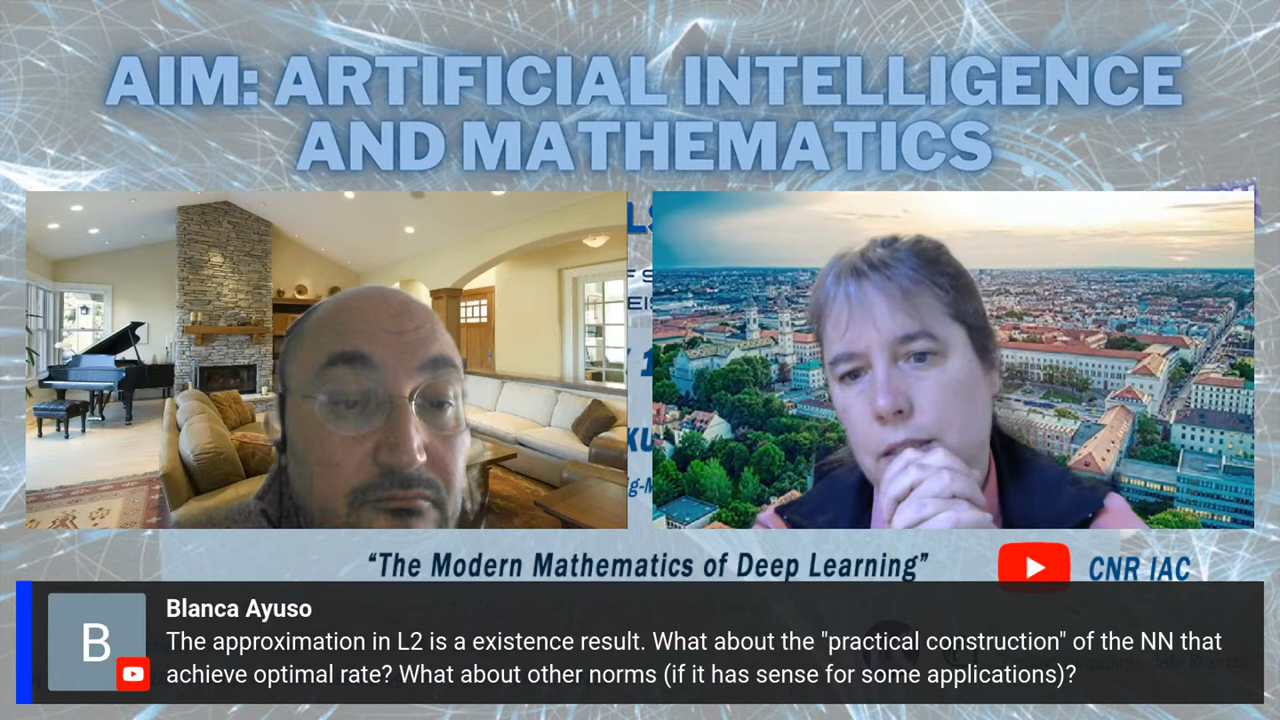 AIM: ARTIFICIAL INTELLIGENCE
AND MATHEMATICS
“The Modern Mathematics of Deep Learning”
CNR IAC
B
Blanca Ayuso
The approximation in L2 is a existence result. What about the "practical construction" of the NN that
achieve optimal rate? What about other norms (if it has sense for some applications)?